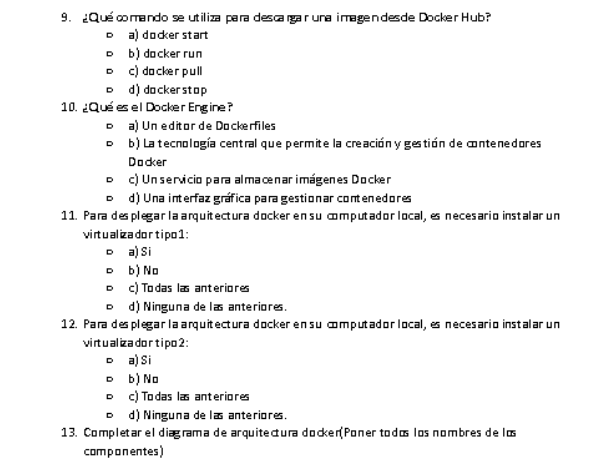 9. ¿Qué comando se utiliza para descargar una imagen desde Docker Hub?
o a) docker start
o b) docker run
o c) docker pull
o d) docker stop
10. ¿Qué es el Docker Engine?
o a) Un editor de Dockerfiles
o b) La tecnología central que permite la creación y gestión de contenedores
Docker
o c) Un servicio para almacenar imágenes Docker
o d) Una interfaz gráfica para gestionar contenedores
11. Para desplegar la arquitectura docker en su computador local, es necesario instalar un
virtualizador tipo1:
o a) Si
o b) No
o c) Todas las anteriores
o d) Ninguna de las anteriores.
12. Para desplegar la arquitectura docker en su computador local, es necesario instalar un
virtualizador tipo2:
o a) Si
o b) No
o c) Todas las anteriores
o d) Ninguna de las anteriores.
13. Completar el diagrama de arquitectura docker(Poner todos los nombres de los
componentes)